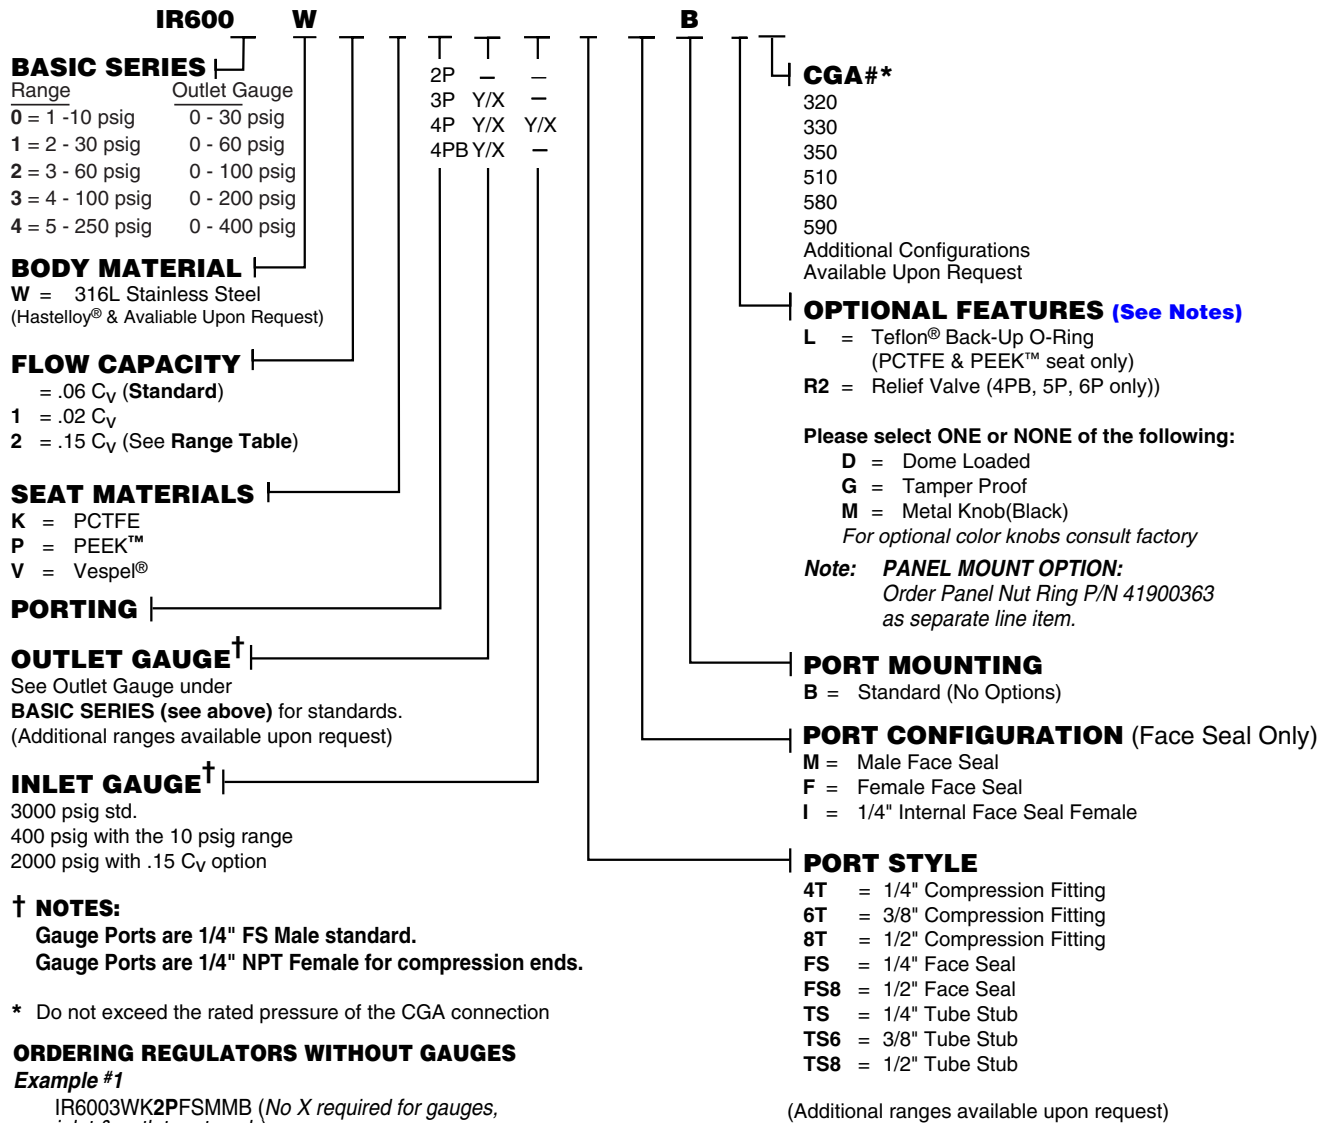 IR600 W B
BASIC SERIES
Range Outlet Gauge
0 = 1 -10 psig 0 - 30 psig
1 = 2 - 30 psig 0 - 60 psig
2 = 3 - 60 psig 0 - 100 psig
3 = 4 - 100 psig 0 - 200 psig
4 = 5 - 250 psig 0 - 400 psig
2P – –
3P Y/X –
4P Y/X Y/X
4PB Y/X –
BODY MATERIAL
W = 316L Stainless Steel
(Hastelloy® & Avaliable Upon Request)
FLOW CAPACITY
= .06 CV (Standard)
1 = .02 CV
2 = .15 CV (See Range Table)
SEAT MATERIALS
K = PCTFE
P = PEEK™
V = Vespel®
PORTING
OUTLET GAUGE†
See Outlet Gauge under
BASIC SERIES (see above) for standards.
(Additional ranges available upon request)
INLET GAUGE†
3000 psig std.
400 psig with the 10 psig range
2000 psig with .15 CV option
† NOTES:
Gauge Ports are 1/4" FS Male standard.
Gauge Ports are 1/4" NPT Female for compression ends.
* Do not exceed the rated pressure of the CGA connection
ORDERING REGULATORS WITHOUT GAUGES
Example #1
IR6003WK2PFSMMB (No X required for gauges,
CGA#*
320
330
350
510
580
590
Additional Configurations
Available Upon Request
OPTIONAL FEATURES (See Notes)
L = Teflon® Back-Up O-Ring
(PCTFE & PEEK™ seat only)
R2 = Relief Valve (4PB, 5P, 6P only))
Please select ONE or NONE of the following:
D = Dome Loaded
G = Tamper Proof
M = Metal Knob(Black)
For optional color knobs consult factory
Note: PANEL MOUNT OPTION:
Order Panel Nut Ring P/N 41900363
as separate line item.
PORT MOUNTING
B = Standard (No Options)
PORT CONFIGURATION (Face Seal Only)
M = Male Face Seal
F = Female Face Seal
I = 1/4" Internal Face Seal Female
PORT STYLE
4T = 1/4" Compression Fitting
6T = 3/8" Compression Fitting
8T = 1/2" Compression Fitting
FS = 1/4" Face Seal
FS8 = 1/2" Face Seal
TS = 1/4" Tube Stub
TS6 = 3/8" Tube Stub
TS8 = 1/2" Tube Stub
(Additional ranges available upon request)